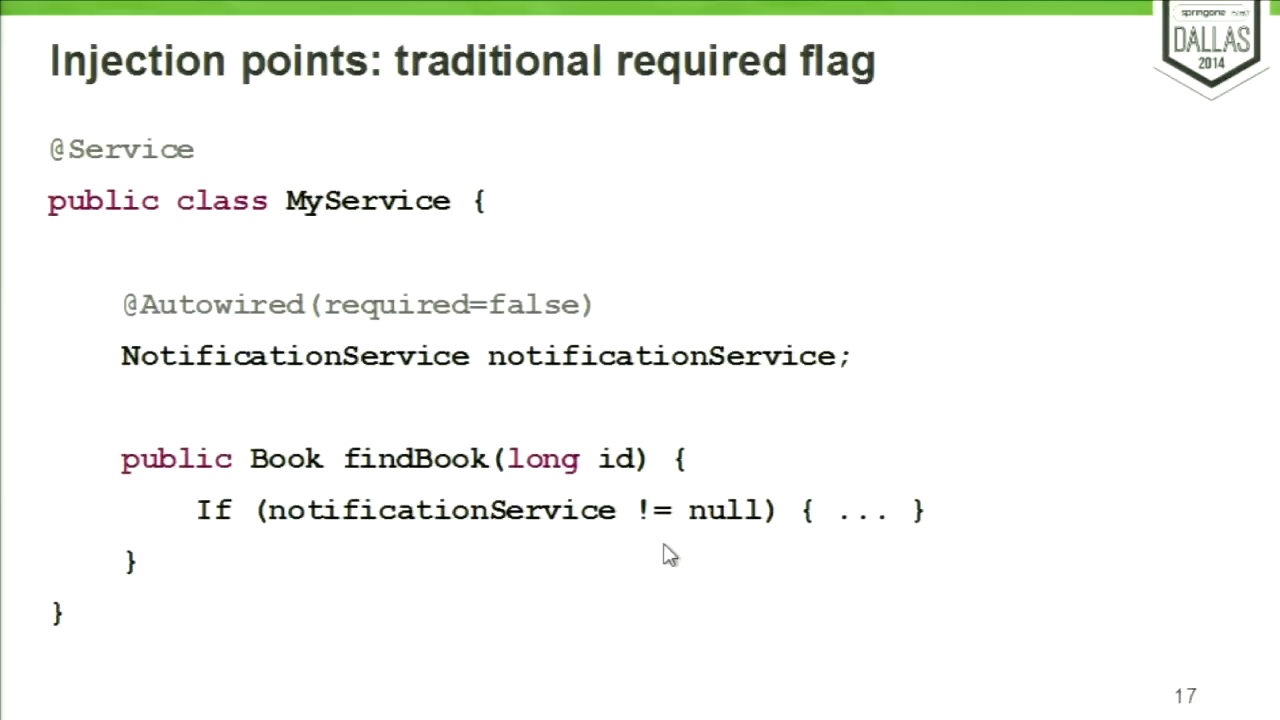 Injection points: traditional required flag
springone
DALLAS
2014
@Service
public class MyService {
@Autowired(required=false)
NotificationService notificationService;
public Book findBook(long id) {
If (notificationService != null) { ... }
}
}
17